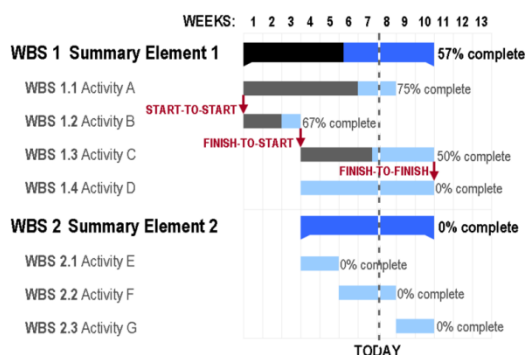 WEEKS: 1 2 3 4 5 6 7 8 9 10 11 12 13
WBS 1 Summary Element 1 57% complete
WBS 1.1 Activity A 75% complete
START-TO-START
WBS 1.2 Activity B 67% complete
FINISH-TO-START
WBS 1.3 Activity C 50% complete
FINISH-TO-FINISH
WBS 1.4 Activity D 0% complete
WBS 2 Summary Element 2 0% complete
WBS 2.1 Activity E 0% complete
WBS 2.2 Activity F 0% complete
WBS 2.3 Activity G 0% complete
TODAY